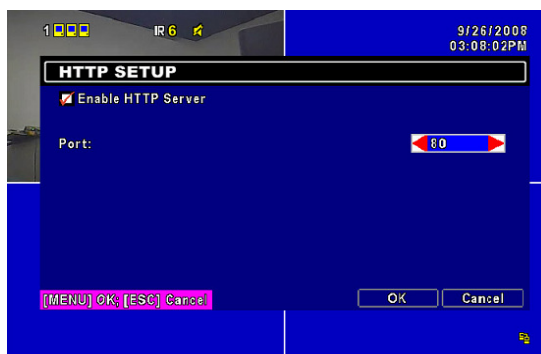 1 IR 6 9/26/2008
03:08:02PM
HTTP SETUP
Enable HTTP Server
Port: 80
[MENU] OK; [ESC] Cancel OK Cancel